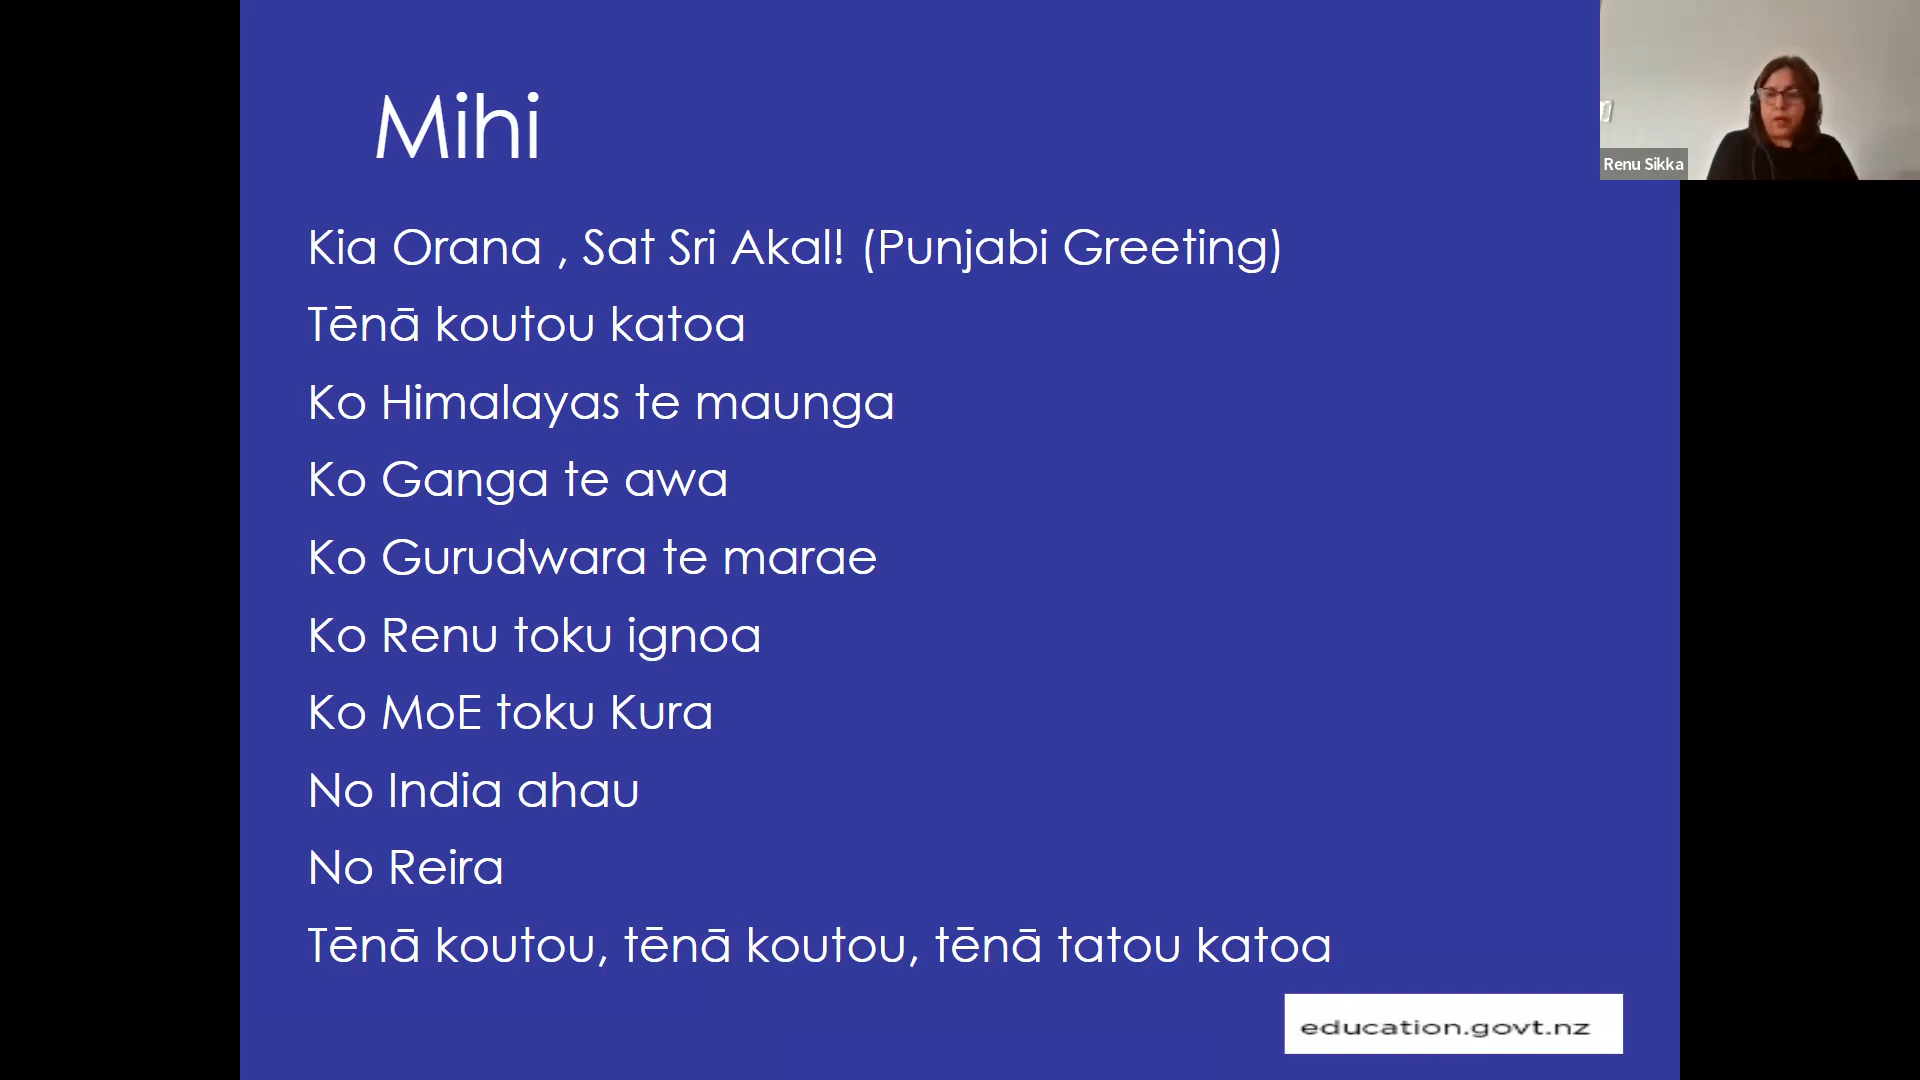 Mihi
Kia Orana , Sat Sri Akal! (Punjabi Greeting)
Tēnā koutou katoa
Ko Himalayas te maunga
Ko Ganga te awa
Ko Gurudwara te marae
Ko Renu toku ignoa
Ko MoE toku Kura
No India ahau
No Reira
Tēnā koutou, tēnā koutou, tēnā tatou katoa
education.govt.nz
Renu Sikka